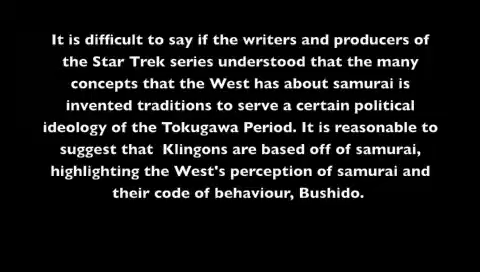 It is difficult to say if the writers and producers of
the Star Trek series understood that the many
concepts that the West has about samurai is
invented traditions to serve a certain political
ideology of the Tokugawa Period. It is reasonable to
suggest that  Klingons are based off of samurai,
highlighting the West's perception of samurai and
their code of behaviour, Bushido.